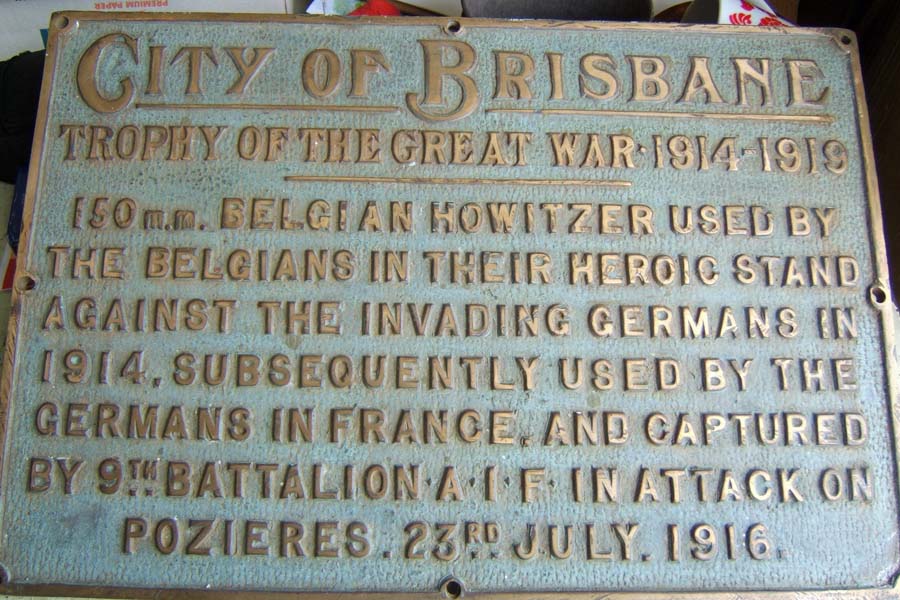 PREMIUM PAPER
CITY OF BRISBANE
TROPHY OF THE GREAT WAR · 1914-1919
150 m.m. BELGIAN HOWITZER USED BY
THE BELGIANS IN THEIR HEROIC STAND
AGAINST THE INVADING GERMANS IN
1914. SUBSEQUENTLY USED BY THE
GERMANS IN FRANCE. AND CAPTURED
BY 9TH BATTALION·A·I·F· IN ATTACK ON
POZIERES. 23RD JULY. 1916.